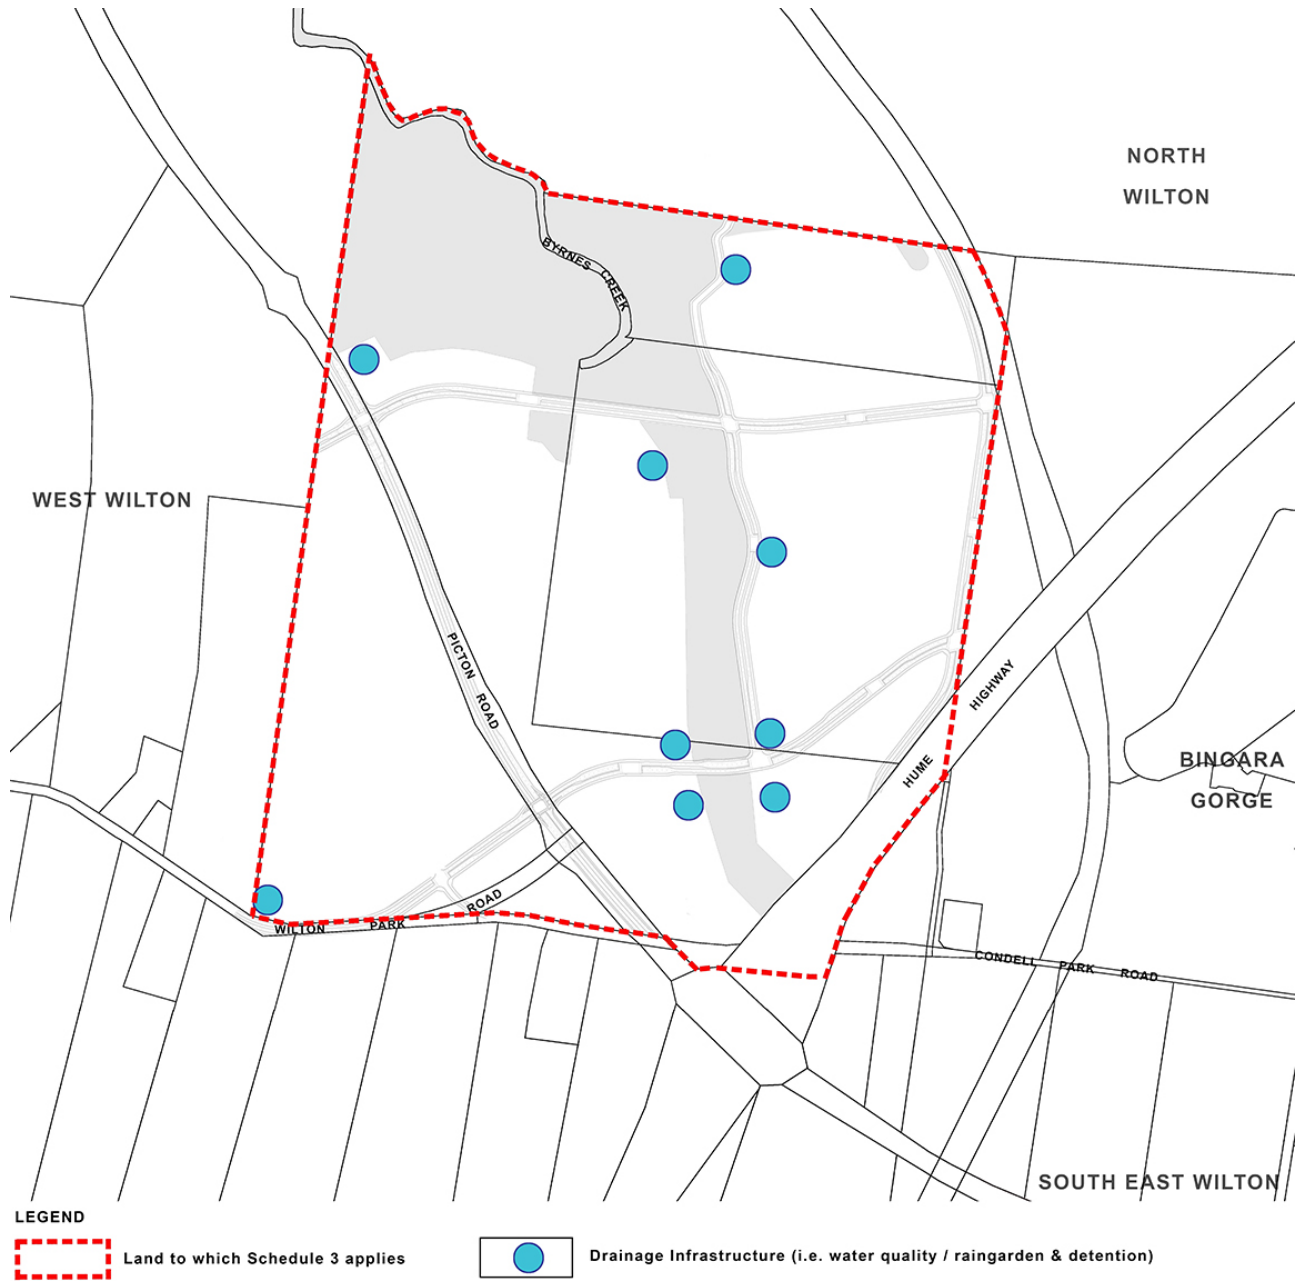 NORTH
WILTON
BYRNES CREEK
WEST WILTON
PICTON ROAD
HUME HIGHWAY
BINGARA
GORGE
WILTON PARK ROAD
CONDELL PARK ROAD
SOUTH EAST WILTON
LEGEND
Land to which Schedule 3 applies
Drainage Infrastructure (i.e. water quality / raingarden & detention)